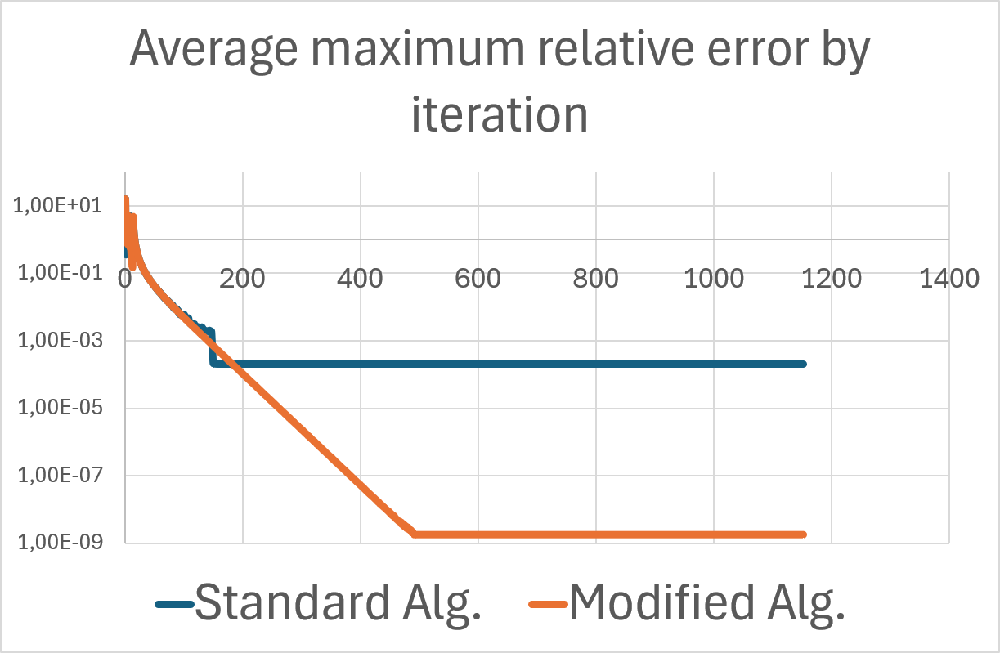 Average maximum relative error by
iteration
1,00E+01
1,00E-01
0 200 400 600 800 1000 1200 1400
1,00E-03
1,00E-05
1,00E-07
1,00E-09
Standard Alg. Modified Alg.